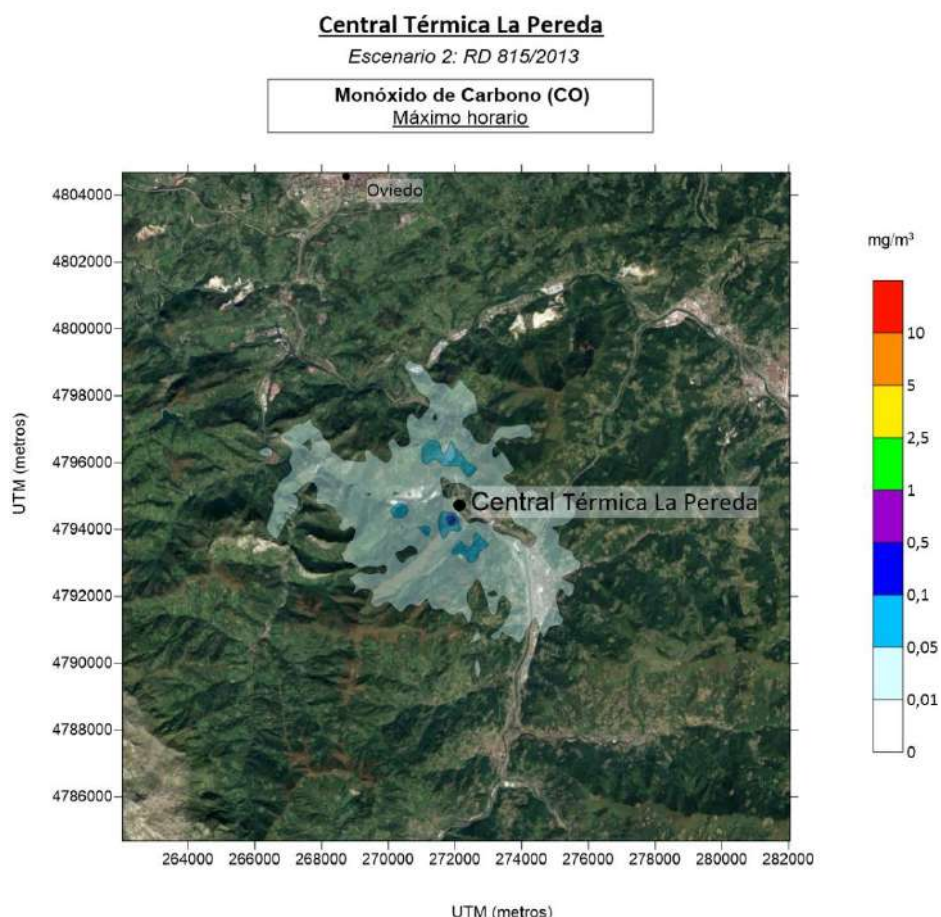 Central Térmica La Pereda
Escenario 2: RD 815/2013
Monóxido de Carbono (CO)
Máximo horario
Oviedo
Central Térmica La Pereda
UTM (metros)
4804000
4802000
4800000
4798000
4796000
4794000
4792000
4790000
4788000
4786000
264000 266000 268000 270000 272000 274000 276000 278000 280000 282000
UTM (metros)
mg/m³
10
5
2,5
1
0,5
0,1
0,05
0,01
0